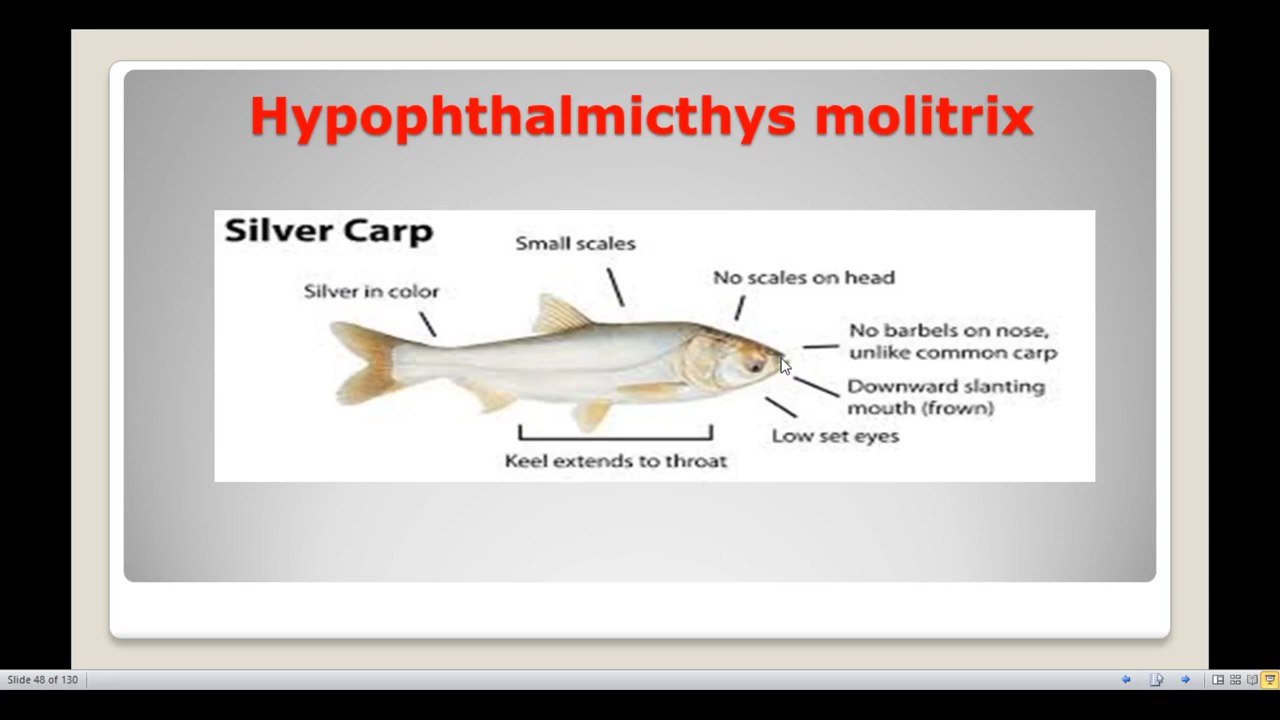 Hypophthalmicthys molitrix
Silver Carp
Small scales
No scales on head
Silver in color
No barbels on nose,
unlike common carp
Downward slanting
mouth (frown)
Low set eyes
Keel extends to throat
Slide 48 of 130